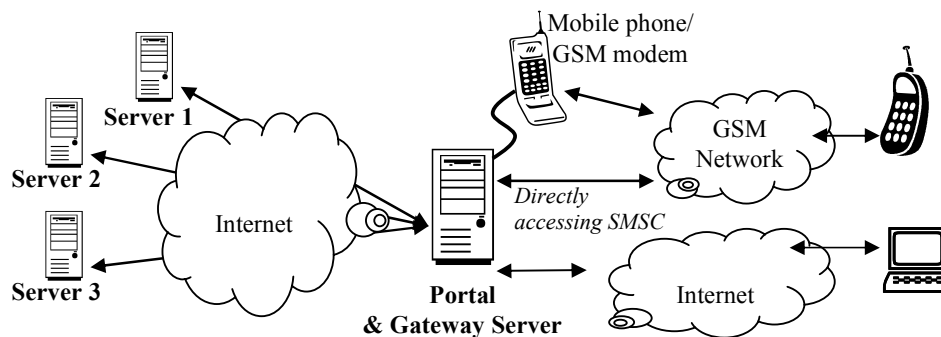 Mobile phone/
GSM modem
Server 1
Server 2
Server 3
Internet
GSM
Network
Directly
accessing SMSC
Internet
Portal
& Gateway Server